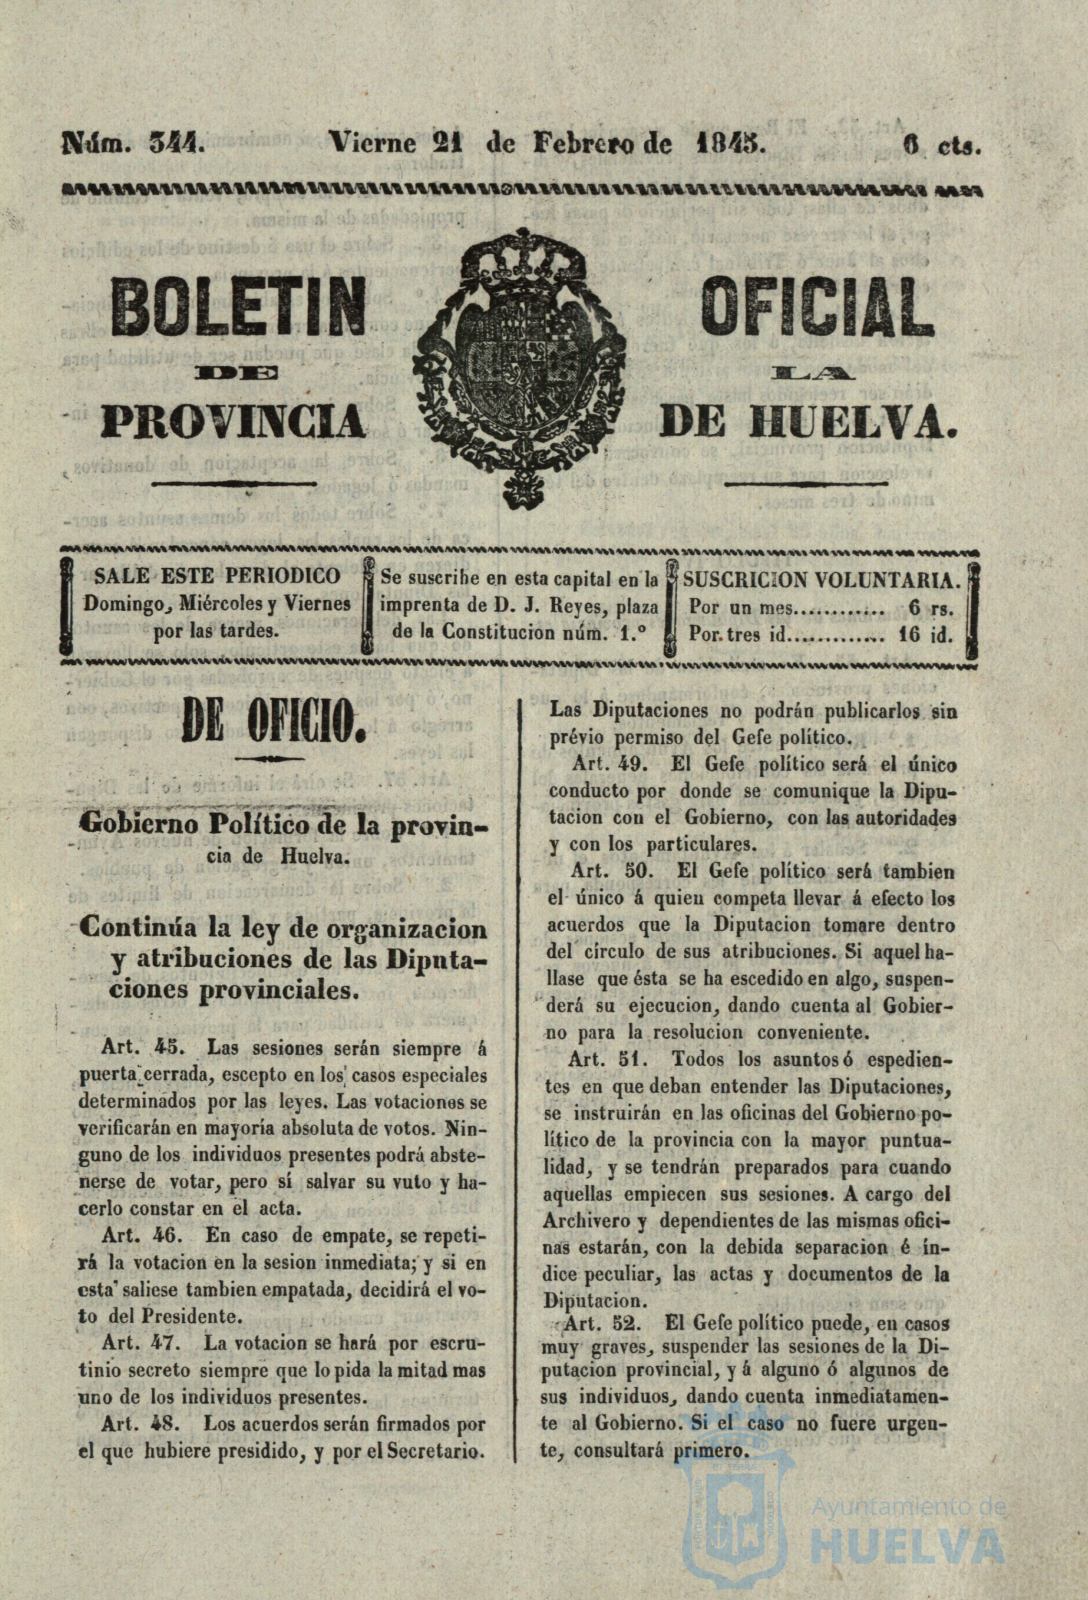 Núm. 344.
Vierne 21 de Febrero de 1845.
6 cts.
BOLETIN
DE
PROVINCIA
OFICIAL
LA
DE HUELVA.
SALE ESTE PERIODICO
Domingo, Miércoles y Viernes
por las tardes.
Se suscribe en esta capital en la
imprenta de D. J. Reyes, plaza
de la Constitucion núm. 1.º
SUSCRICION VOLUNTARIA.
Por un mes............ 6 rs.
Por tres id............. 16 id.
DE OFICIO.
Gobierno Político de la provin-
cia de Huelva.
Continúa la ley de organizacion
y atribuciones de las Diputa-
ciones provinciales.
Art. 45. Las sesiones serán siempre á
puerta cerrada, escepto en los casos especiales
determinados por las leyes. Las votaciones se
verificarán en mayoría absoluta de votos. Nin-
guno de los individuos presentes podrá abste-
nerse de votar, pero sí salvar su vuto y ha-
cerlo constar en el acta.
Art. 46. En caso de empate, se repeti-
rá la votacion en la sesion inmediata; y si en
esta saliese tambien empatada, decidirá el vo-
to del Presidente.
Art. 47. La votacion se hará por escru-
tinio secreto siempre que lo pida la mitad mas
uno de los individuos presentes.
Art. 48. Los acuerdos serán firmados por
el que hubiere presidido, y por el Secretario.
Las Diputaciones no podrán publicarlos sin
prévio permiso del Gefe político.
Art. 49. El Gefe político será el único
conducto por donde se comunique la Dipu-
tacion con el Gobierno, con las autoridades
y con los particulares.
Art. 50. El Gefe político será tambien
el único á quien competa llevar á efecto los
acuerdos que la Diputacion tomare dentro
del círculo de sus atribuciones. Si aquel ha-
llase que ésta se ha escedido en algo, suspen-
derá su ejecucion, dando cuenta al Gobier-
no para la resolucion conveniente.
Art. 51. Todos los asuntos ó espedien-
tes en que deban entender las Diputaciones,
se instruirán en las oficinas del Gobierno po-
lítico de la provincia con la mayor puntua-
lidad, y se tendrán preparados para cuando
aquellas empiecen sus sesiones. A cargo del
Archivero y dependientes de las mismas ofici-
nas estarán, con la debida separacion é ín-
dice peculiar, las actas y documentos de la
Diputacion.
Art. 52. El Gefe político puede, en casos
muy graves, suspender las sesiones de la Di-
putacion provincial, y á alguno ó algunos de
sus individuos, dando cuenta inmediatamen-
te al Gobierno. Si el caso no fuere urgen-
te, consultará primero.
Ayuntamiento de
HUELVA